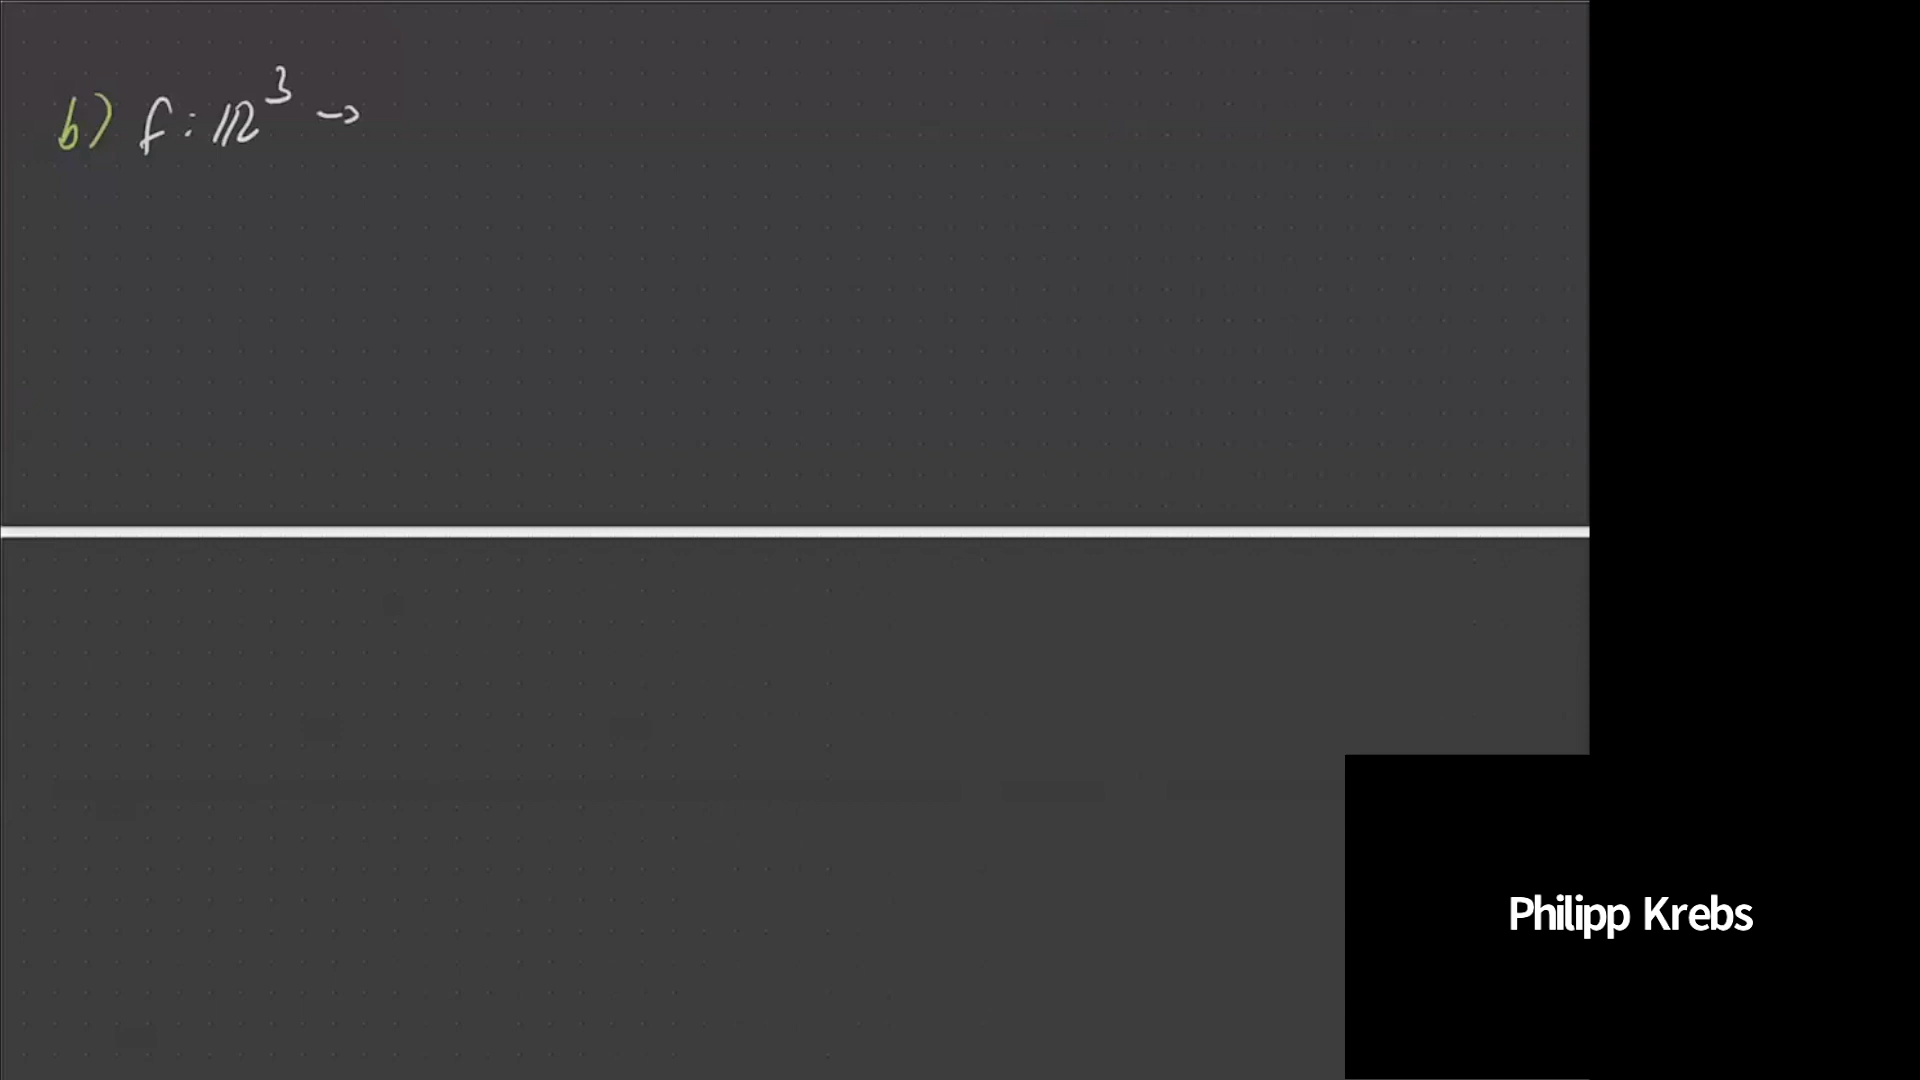 b) f: ℝ³ →
Philipp Krebs